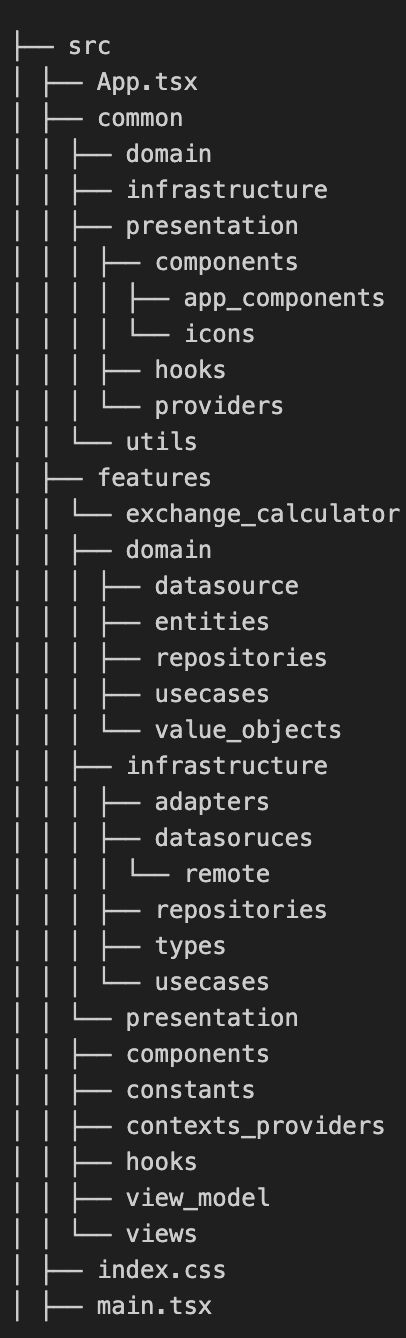 ├── src
│ ├── App.tsx
│ ├── common
│ │ ├── domain
│ │ ├── infrastructure
│ │ ├── presentation
│ │ │ ├── components
│ │ │ │ ├── app_components
│ │ │ │ └── icons
│ │ │ ├── hooks
│ │ │ └── providers
│ │ └── utils
│ ├── features
│ │ └── exchange_calculator
│ │ ├── domain
│ │ │ ├── datasource
│ │ │ ├── entities
│ │ │ ├── repositories
│ │ │ ├── usecases
│ │ │ └── value_objects
│ │ ├── infrastructure
│ │ │ ├── adapters
│ │ │ ├── datasoruces
│ │ │ │ └── remote
│ │ │ ├── repositories
│ │ │ ├── types
│ │ │ └── usecases
│ │ └── presentation
│ │ ├── components
│ │ ├── constants
│ │ ├── contexts_providers
│ │ ├── hooks
│ │ ├── view_model
│ │ └── views
│ ├── index.css
│ ├── main.tsx